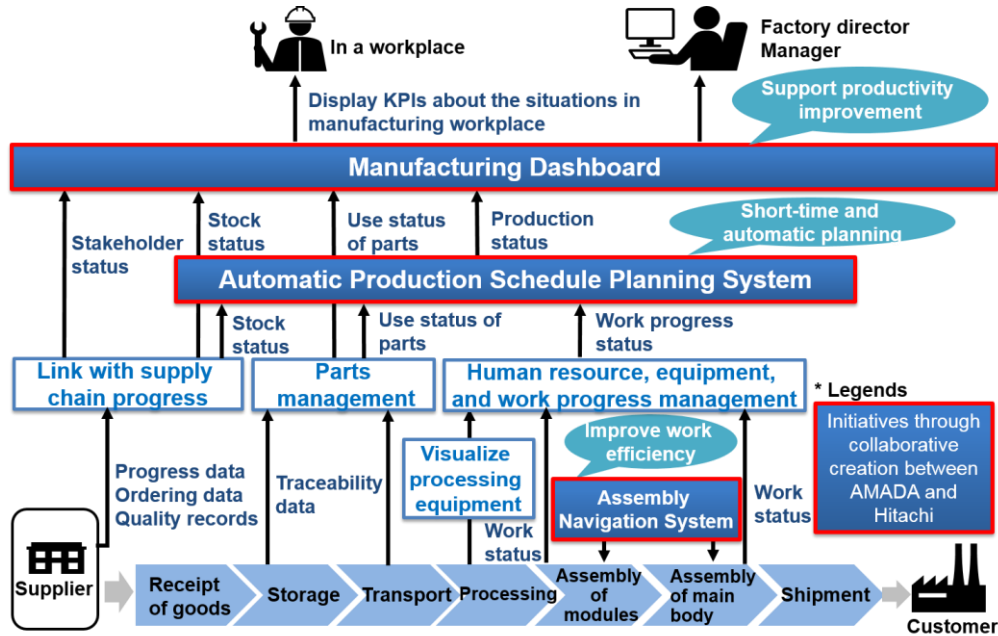 In a workplace
Factory director
Manager
Display KPIs about the situations in
manufacturing workplace
Support productivity
improvement
Manufacturing Dashboard
Stakeholder
status
Stock
status
Use status
of parts
Production
status
Short-time and
automatic planning
Automatic Production Schedule Planning System
Stock
status
Use status of
parts
Work progress
status
Link with supply
chain progress
Parts
management
Human resource, equipment,
and work progress management
* Legends
Initiatives through
collaborative
creation between
AMADA and
Hitachi
Improve work
efficiency
Visualize
processing
equipment
Progress data
Ordering data
Quality records
Traceability
data
Assembly
Navigation System
Work
status
Work
status
Supplier
Receipt
of goods
Storage
Transport
Processing
Assembly
of
modules
Assembly
of main
body
Shipment
Customer